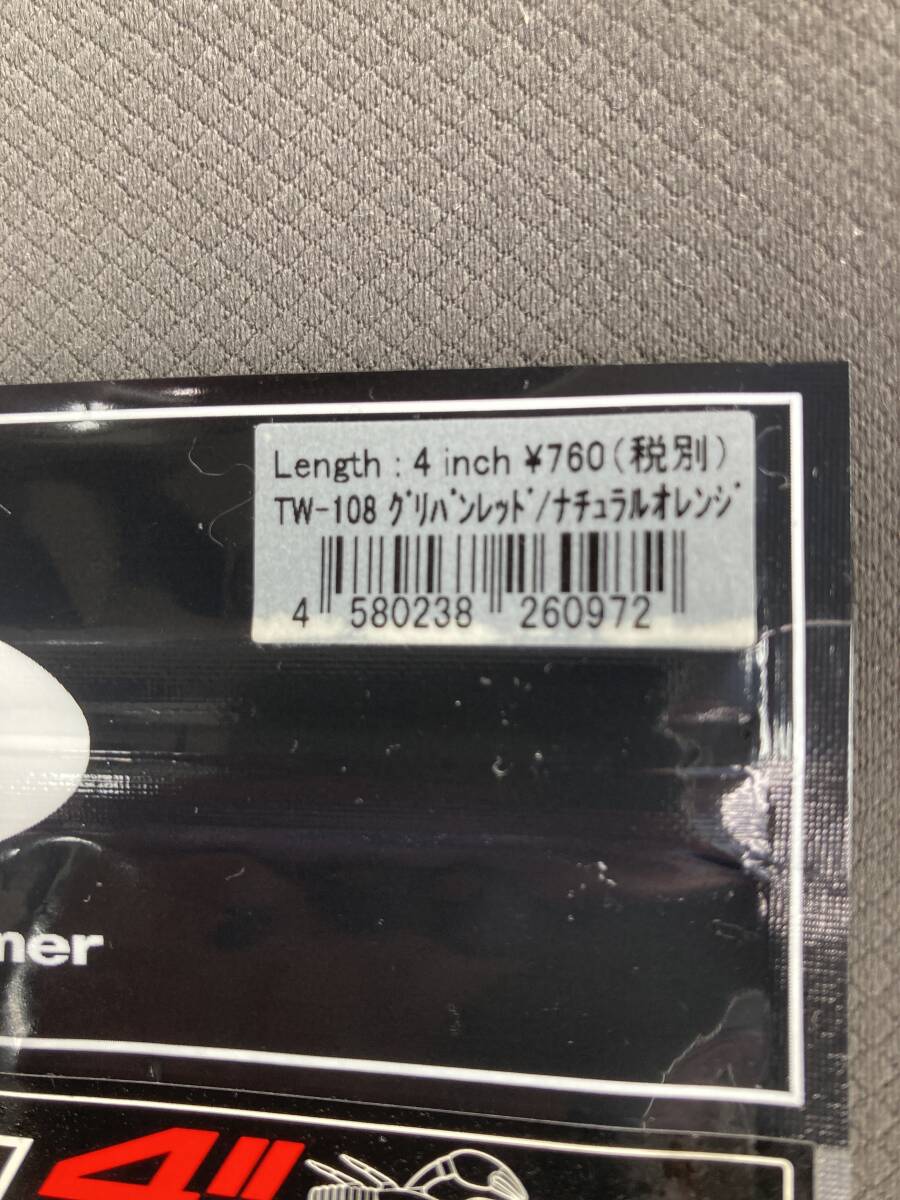 Length : 4 inch ¥760(税別)
TW-108 ｸﾞﾘﾊﾟﾝﾚｯﾄﾞ/ﾅﾁｭﾗﾙオﾚﾝｼﾞ
4 580238 260972
mer
4"